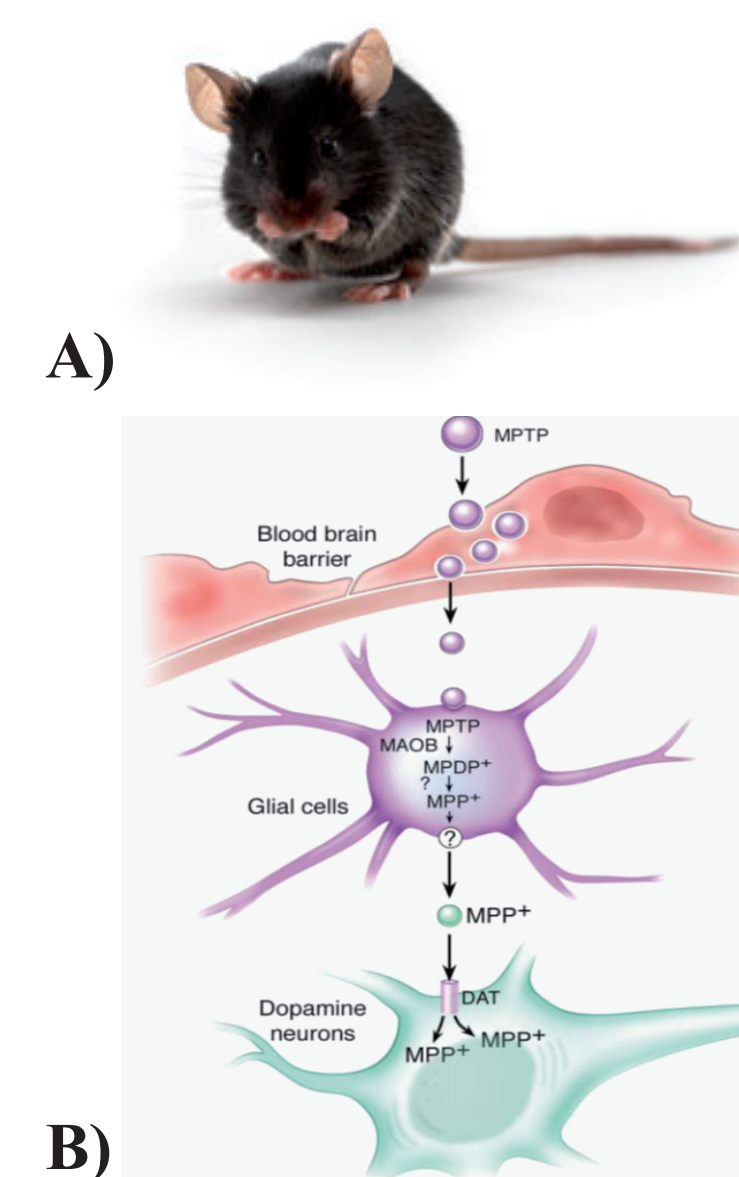 A)
MPTP
Blood brain
barrier
MPTP
MAOB
MPDP⁺
?
MPP⁺
Glial cells
?
MPP⁺
DAT
Dopamine
neurons
MPP⁺
MPP⁺
B)